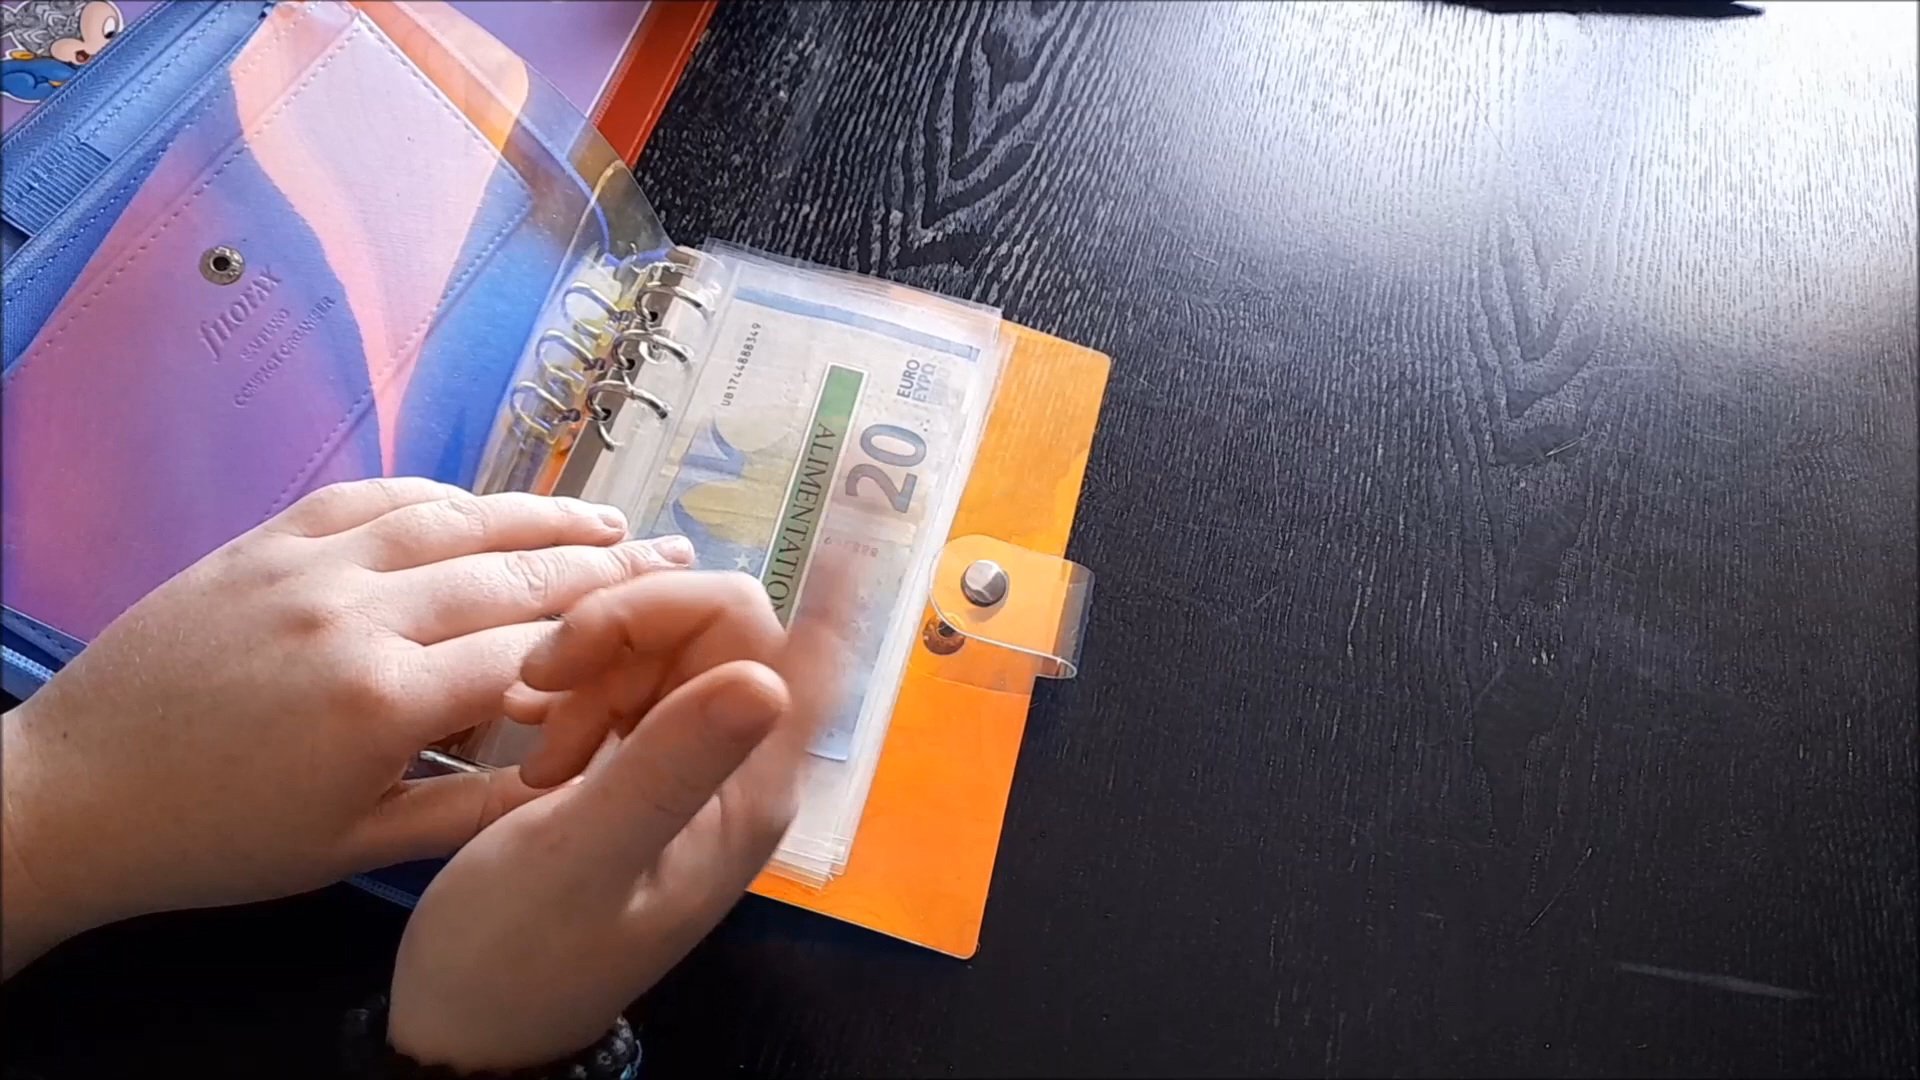 fILOFAX
SAFFIANO
COMPACT ORGANISER
UB1744888349
EURO
ΕΥΡΩ
20
ALIMENTATION